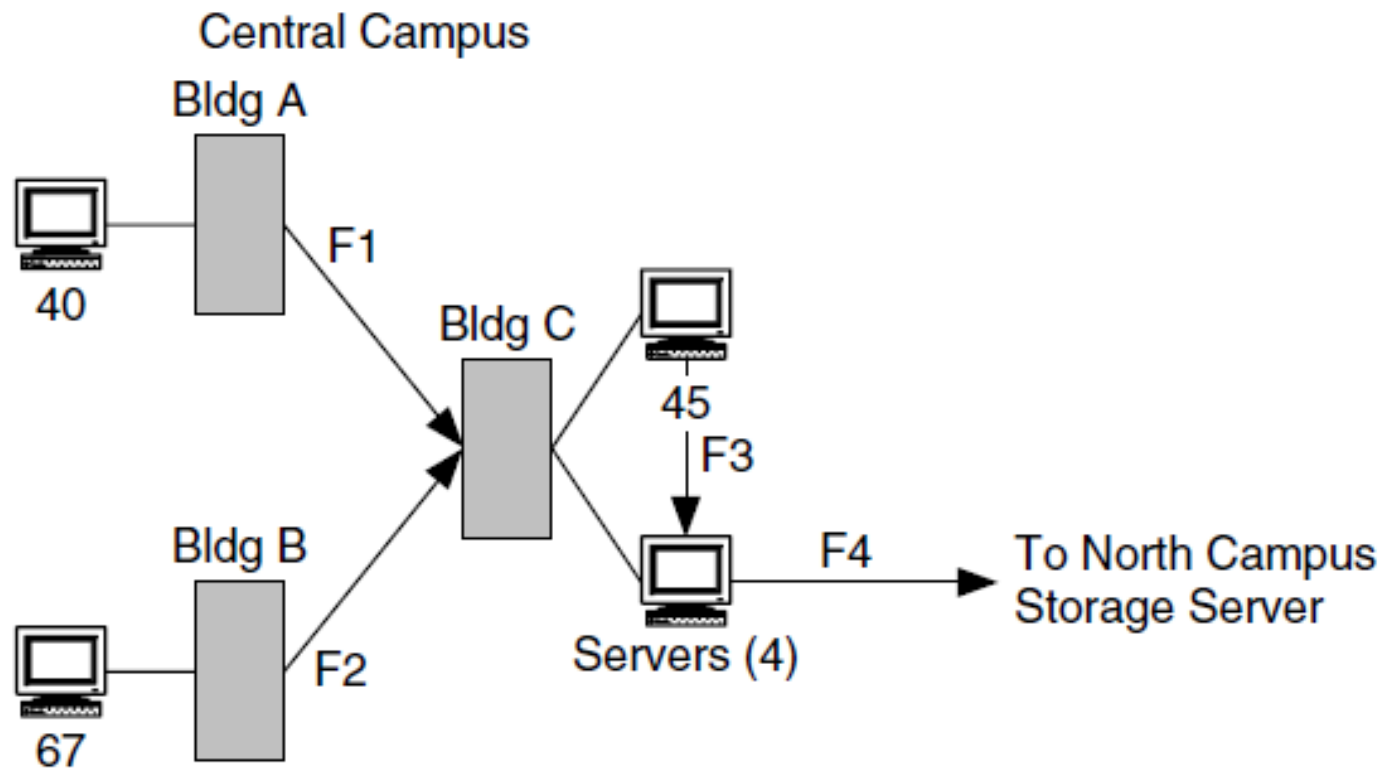 Central Campus
Bldg A
40
F1
Bldg C
45
F3
Bldg B
F2
67
Servers (4)
F4
To North Campus
Storage Server